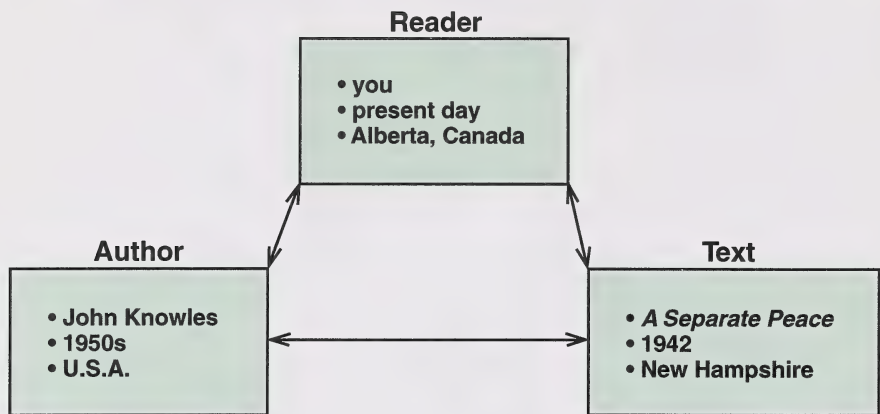 Reader
• you
• present day
• Alberta, Canada
Author
• John Knowles
• 1950s
• U.S.A.
Text
• A Separate Peace
• 1942
• New Hampshire